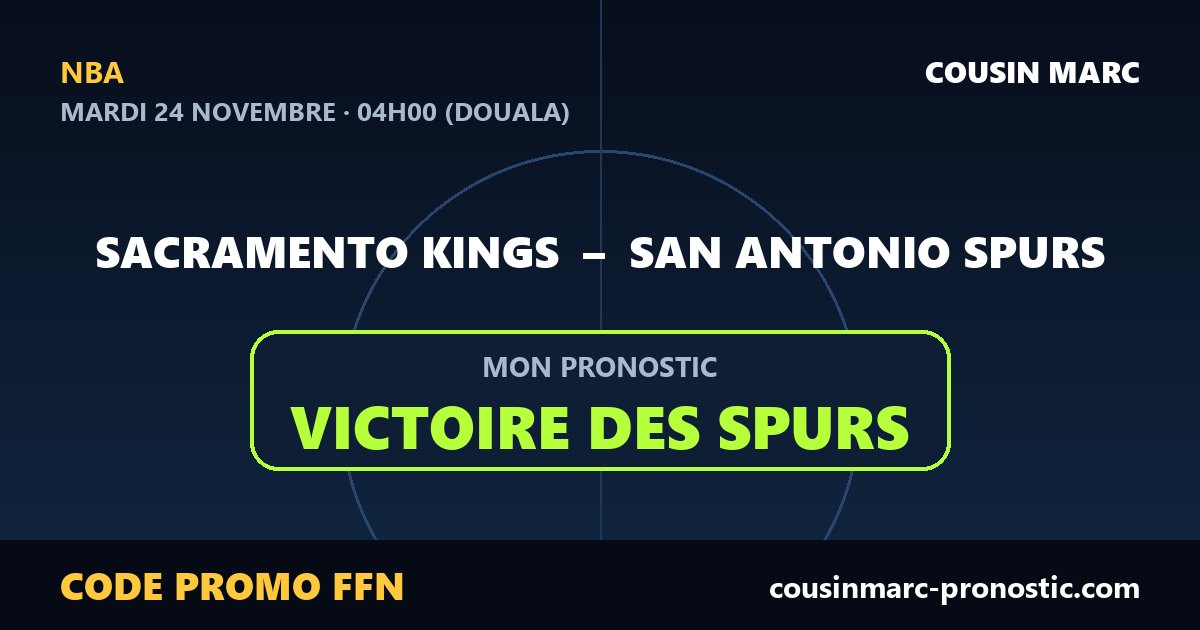 NBA
COUSIN MARC
MARDI 24 NOVEMBRE · 04H00 (DOUALA)
SACRAMENTO KINGS – SAN ANTONIO SPURS
MON PRONOSTIC
VICTOIRE DES SPURS
CODE PROMO FFN
cousinmarc-pronostic.com